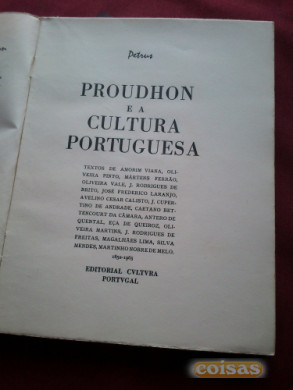 Petrus
PROUDHON
E A
CULTURA
PORTUGUESA
TEXTOS DE AMORIM VIANA, OLI-
VEIRA PINTO, MÁRTENS FERRÃO,
OLIVEIRA VALE, J. RODRIGUES DE
BRITO, JOSÉ FREDERICO LARANJO,
AVELINO CESAR CALISTO, J. CUPER-
TINO DE ANDRADE, CAETANO BET-
TENCOURT DA CÂMARA, ANTERO DE
QUENTAL, EÇA DE QUEIROZ, OLI-
VEIRA MARTINS, J. RODRIGUES DE
FREITAS, MAGALHÃES LIMA, SILVA
MENDES, MARTINHO NOBRE DE MELO.
EDITORIAL CVLTVRA
PORTVGAL
coisas